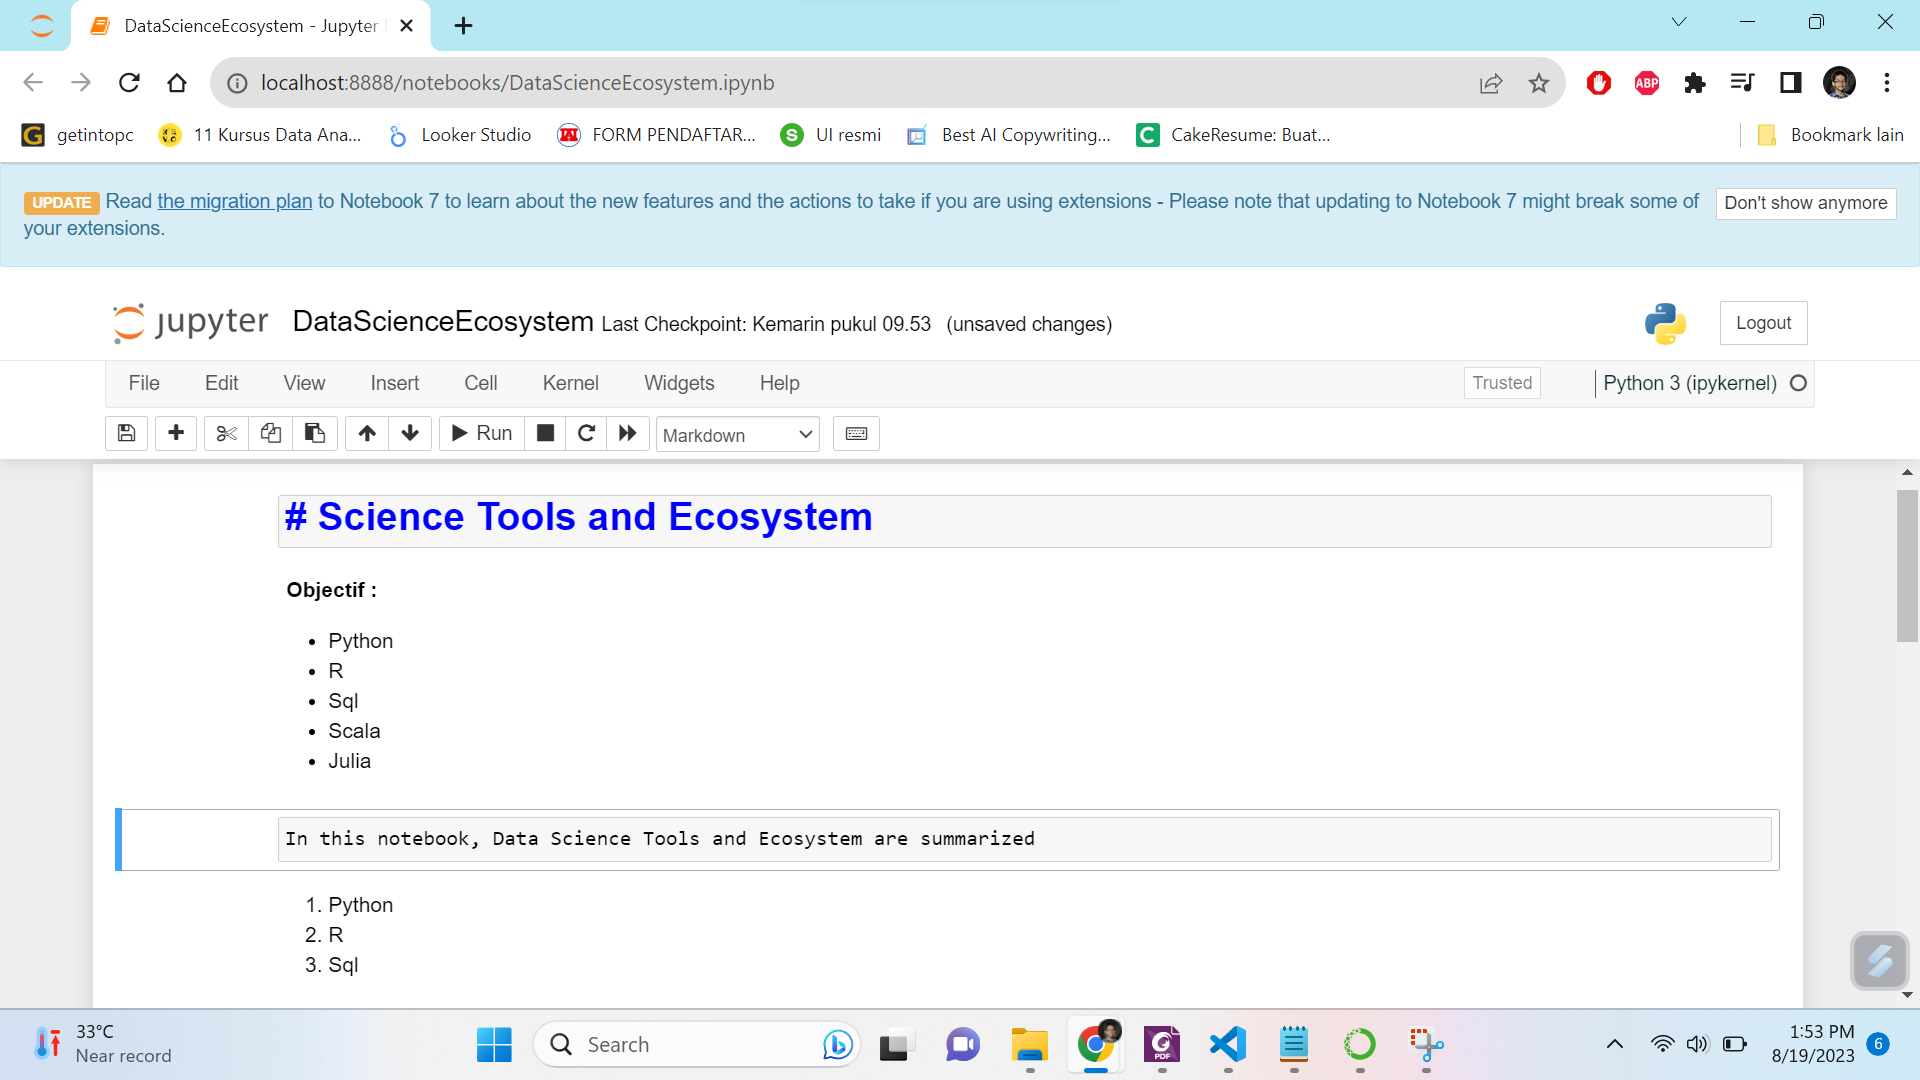 DataScienceEcosystem - Jupyter
localhost:8888/notebooks/DataScienceEcosystem.ipynb
ABP
getintopc
11 Kursus Data Ana...
Looker Studio
FORM PENDAFTAR...
S
UI resmi
Best AI Copywriting...
C
CakeResume: Buat...
Bookmark lain
UPDATE Read the migration plan to Notebook 7 to learn about the new features and the actions to take if you are using extensions - Please note that updating to Notebook 7 might break some of
your extensions.
Don't show anymore
jupyter DataScienceEcosystem Last Checkpoint: Kemarin pukul 09.53 (unsaved changes)
Logout
File Edit View Insert Cell Kernel Widgets Help
Trusted
Python 3 (ipykernel)
Run
Markdown
# Science Tools and Ecosystem
Objectif :
• Python
• R
• Sql
• Scala
• Julia
In this notebook, Data Science Tools and Ecosystem are summarized
1. Python
2. R
3. Sql
33°C
Near record
Search
PDF
1:53 PM
8/19/2023
6